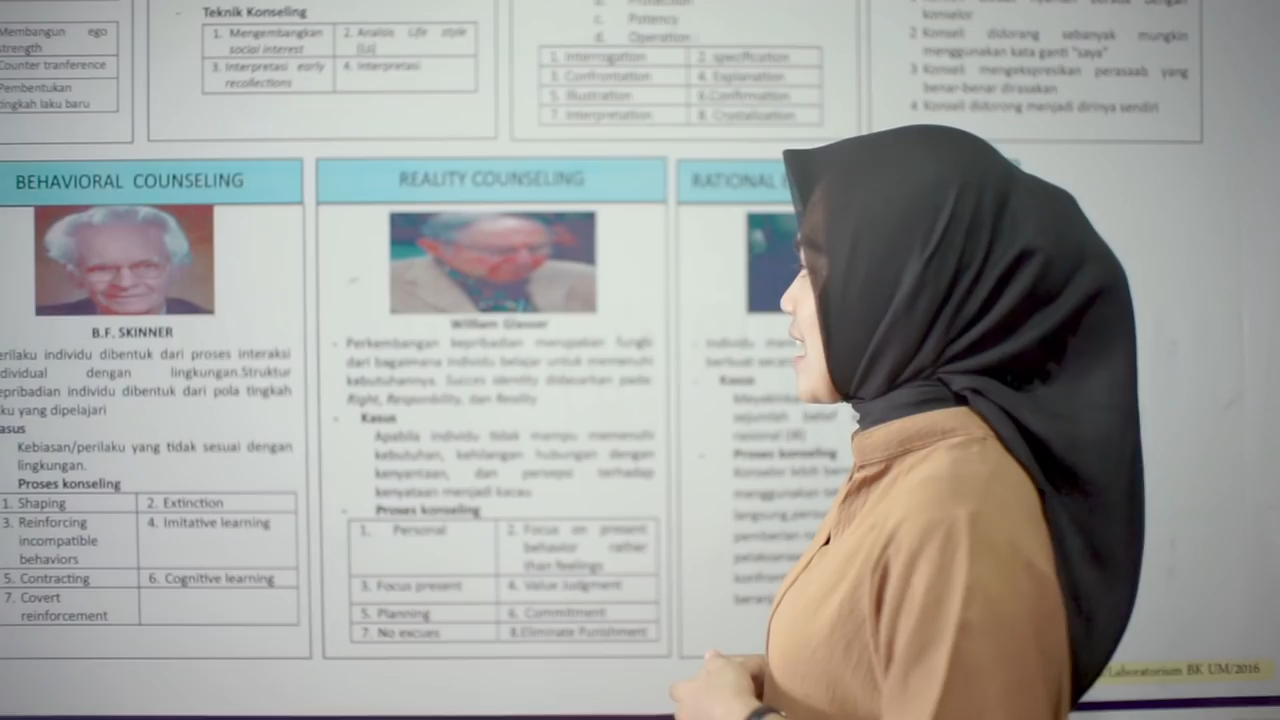 Membangun ego
strength
Counter tranference
Pembentukan
tingkah laku baru
Teknik Konseling
1. Mengembangkan
social interest
2. Analisis Life style
(Ls)
3. Interpretasi early
recollections
4. Interpretasi
c. Potency
d. Operation
1. Interrogation
2. specification
3. Confrontation
4. Explanation
5. Illustration
6.Confirmation
7. Interpretation
8. Crystalization
konselor
2 Konseli didorong sebanyak mungkin
menggunakan kata ganti "saya"
3 Konseli mengekspresikan perasaab yang
benar-benar dirasakan
4 Konseli didorong menjadi dirinya sendiri
BEHAVIORAL COUNSELING
B.F. SKINNER
erilaku individu dibentuk dari proses interaksi
dividual dengan lingkungan.Struktur
epribadian individu dibentuk dari pola tingkah
ku yang dipelajari
asus
Kebiasan/perilaku yang tidak sesuai dengan
lingkungan.
Proses konseling
1. Shaping
2. Extinction
3. Reinforcing
incompatible
behaviors
4. Imitative learning
5. Contracting
6. Cognitive learning
7. Covert
reinforcement
REALITY COUNSELING
William Glasser
- Perkembangan kepribadian merupakan fungsi
dari bagaimana individu belajar untuk memenuhi
kebutuhannya. Succes identity didasarkan pada:
Right, Responbility, dan Reality
- Kasus
Apabila individu tidak mampu memenuhi
kebutuhan, kehilangan hubungan dengan
kenyantaan, dan persepsi terhadap
kenyataan menjadi kacau
- Proses konseling
1. Personal
2. Focus on present
behavior rather
than feelings
3. Focus present
4. Value Judgment
5. Planning
6. Commitment
7. No excues
8.Eliminate Punishment
RATIONAL
Kasus
Proses konseling
Laboratorium BK UM/2016